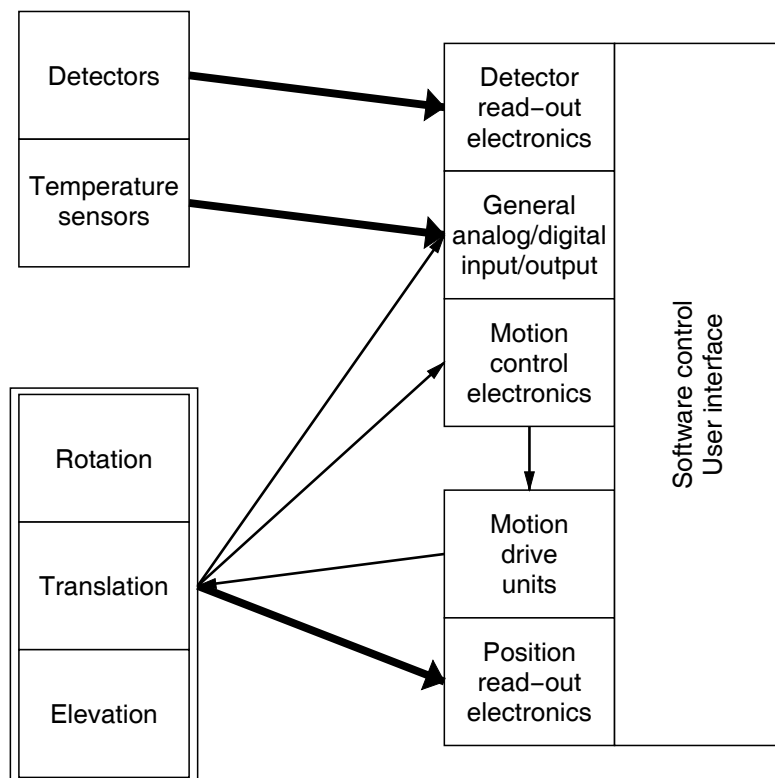 Detectors
Temperature
sensors
Rotation
Translation
Elevation
Detector
read−out
electronics
General
analog/digital
input/output
Motion
control
electronics
Motion
drive
units
Position
read−out
electronics
Software control
User interface